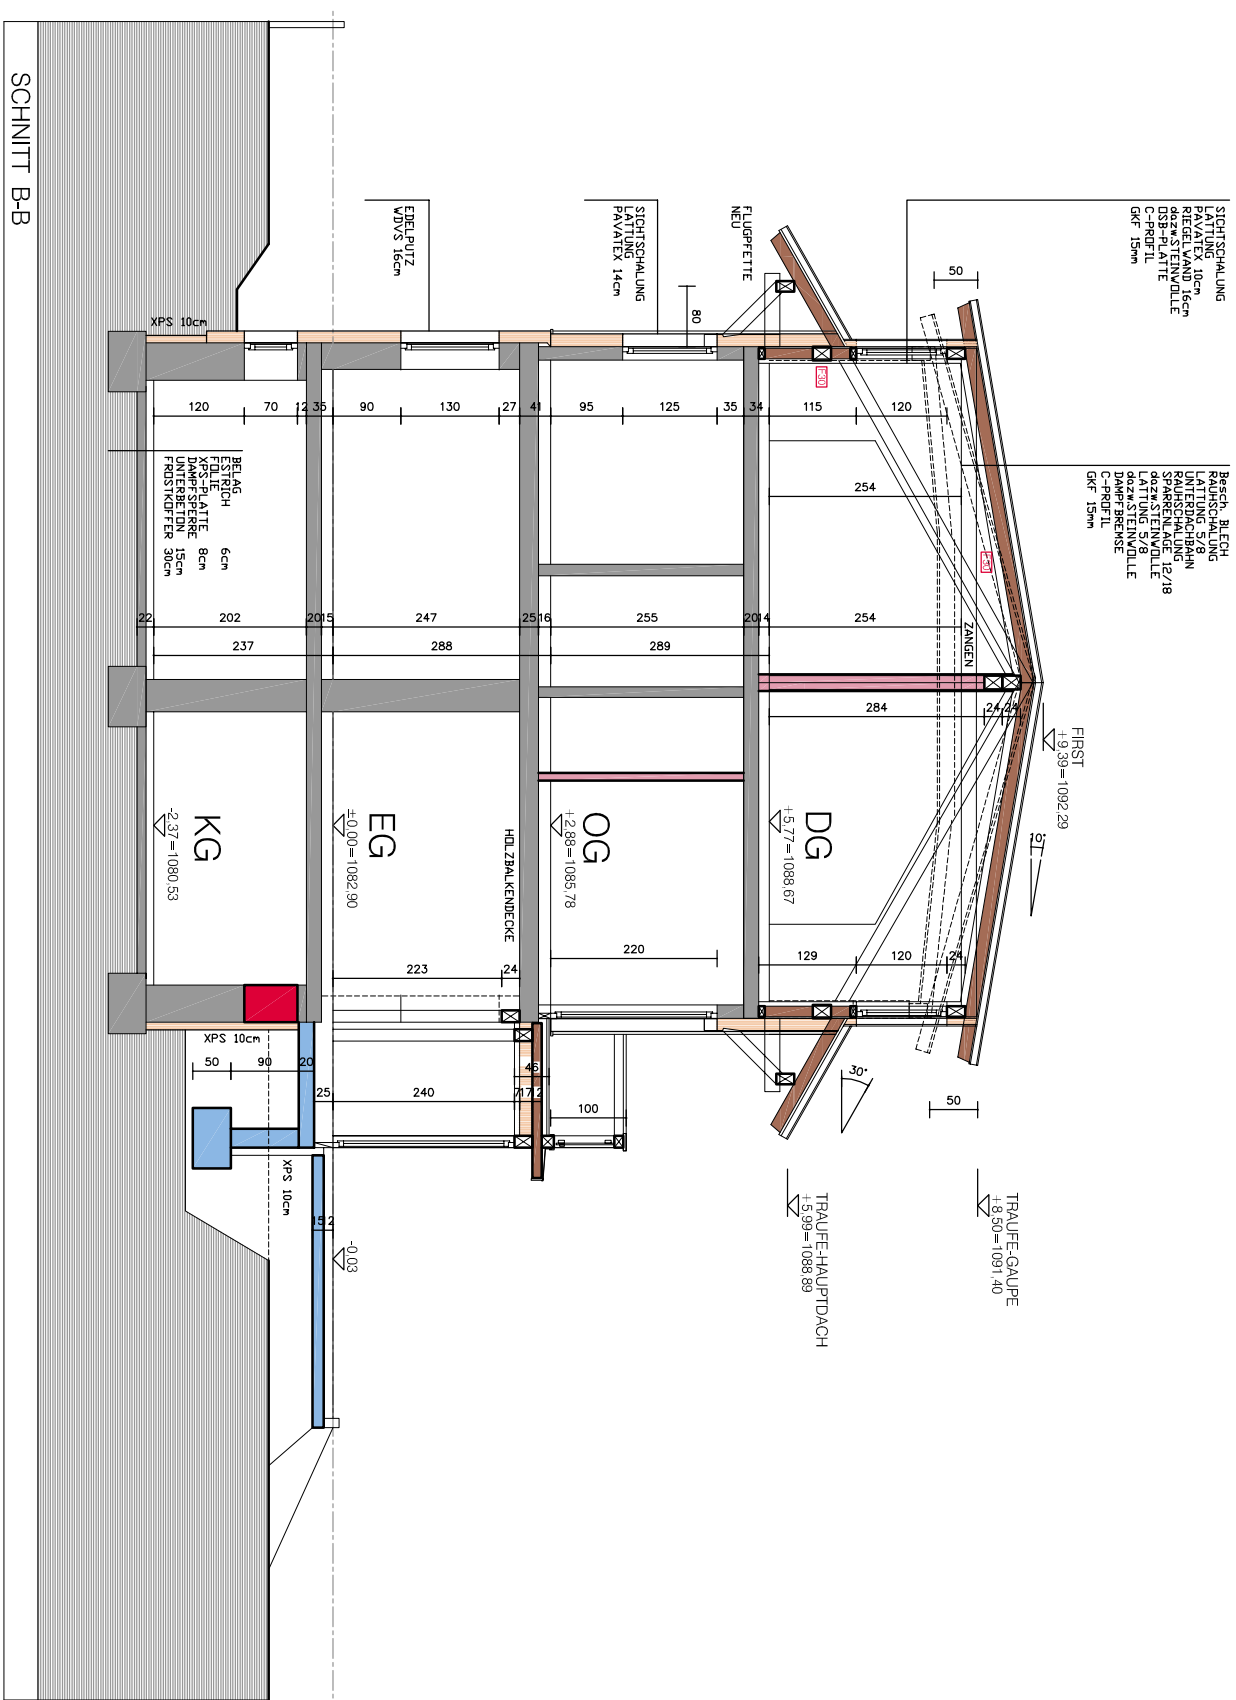 SICHTSCHALUNG
LATTUNG
PAVATEX 10cm
RIEGELWAND 16cm
dazw.STEINWOLLE
OSB-PLATTE
C-PROFIL
GKF 15mm
Besch. BLECH
RAUHSCHALUNG
LATTUNG 5/8
UNTERDACHBAHN
RAUHSCHALUNG
SPARRENLAGE 12/18
dazw.STEINWOLLE
LATTUNG 5/8
dazw.STEINWOLLE
DAMPFBREMSE
C-PROFIL
GKF 15mm
FIRST
+9,39=1092,29
10°
TRAUFE-GAUPE
+8,50=1091,40
50
50
F30
F30
ZANGEN
FLUGPFETTE
NEU
30°
TRAUFE-HAUPTDACH
+5,99=1088,89
DG
+5,77=1088,67
120
115
34
254
254
14
20
24
24
284
24
120
129
SICHTSCHALUNG
LATTUNG
PAVATEX 14cm
80
OG
+2,88=1085,78
35
125
95
41
255
289
16
25
220
100
46
HOLZBALKENDECKE
EDELPUTZ
WDVS 16cm
EG
±0,00=1082,90
27
130
90
35
247
288
15
20
24
223
2
17
7
240
25
-0,03
2
15
KG
-2,37=1080,53
12
70
120
202
237
22
XPS 10cm
BELAG
ESTRICH 6cm
FOLIE
XPS-PLATTE 8cm
DAMPFSPERRE
UNTERBETON 15cm
FROSTKOFFER 30cm
XPS 10cm
20
90
50
XPS 10cm
SCHNITT B-B